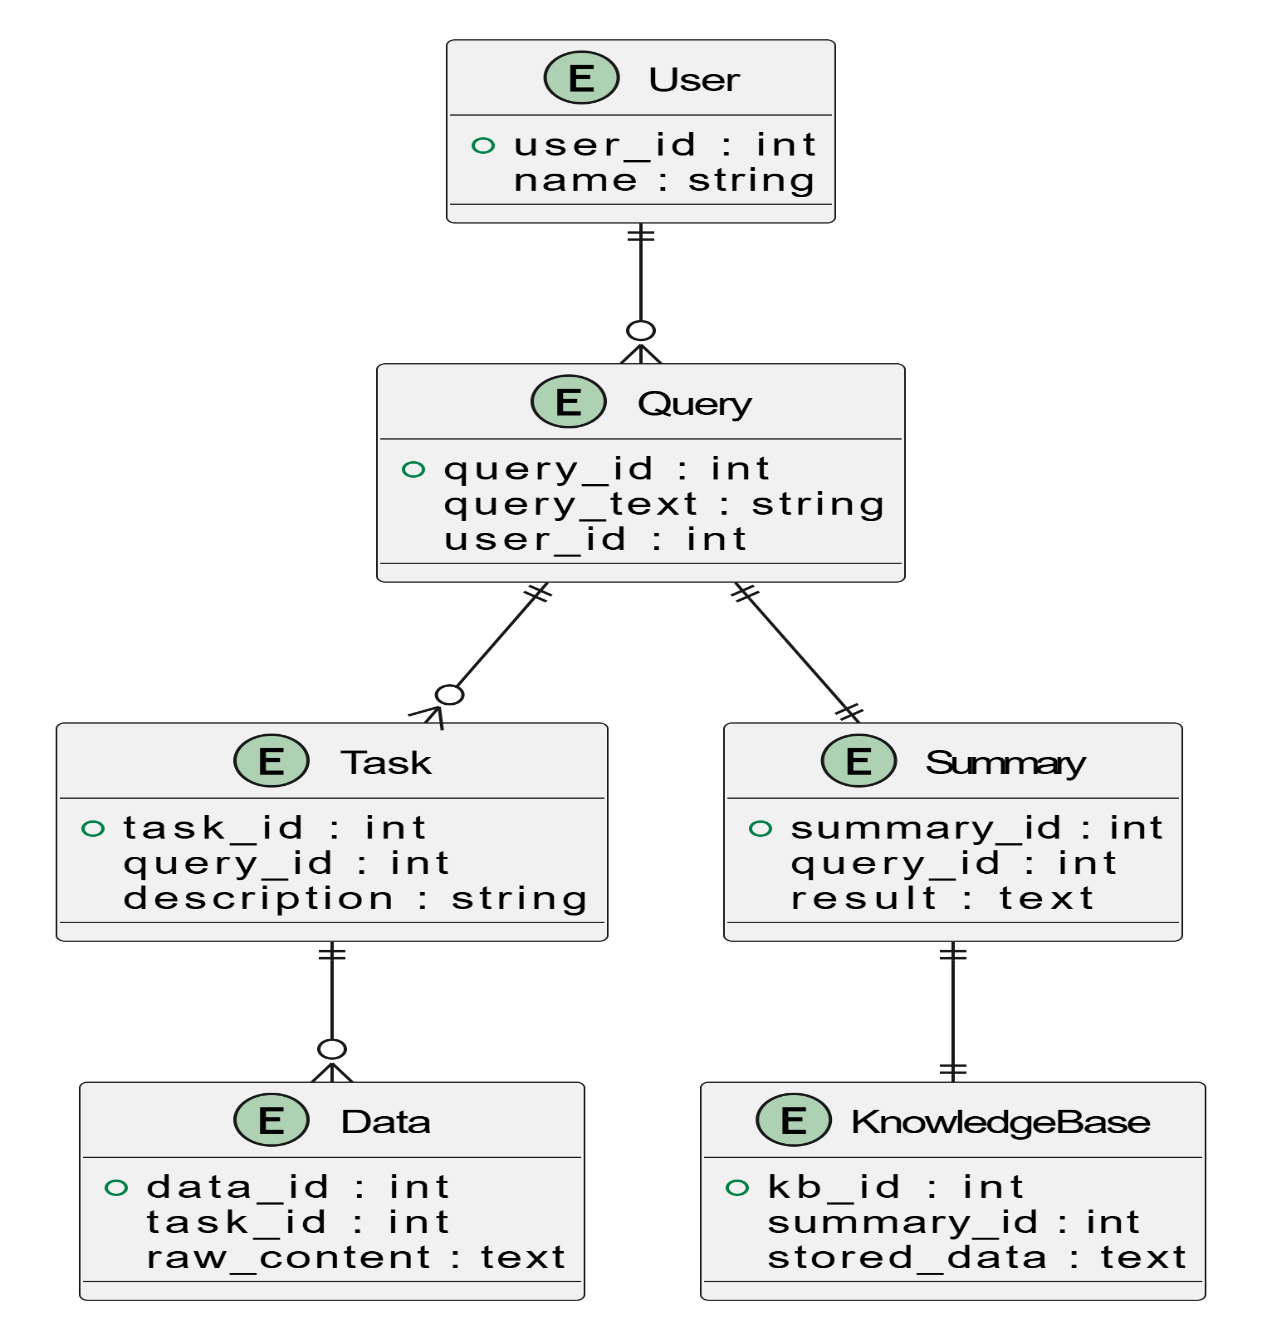 E User
user_id : int
name : string
E Query
query_id : int
query_text : string
user_id : int
E Task
task_id : int
query_id : int
description : string
E Summary
summary_id : int
query_id : int
result : text
E Data
data_id : int
task_id : int
raw_content : text
E KnowledgeBase
kb_id : int
summary_id : int
stored_data : text